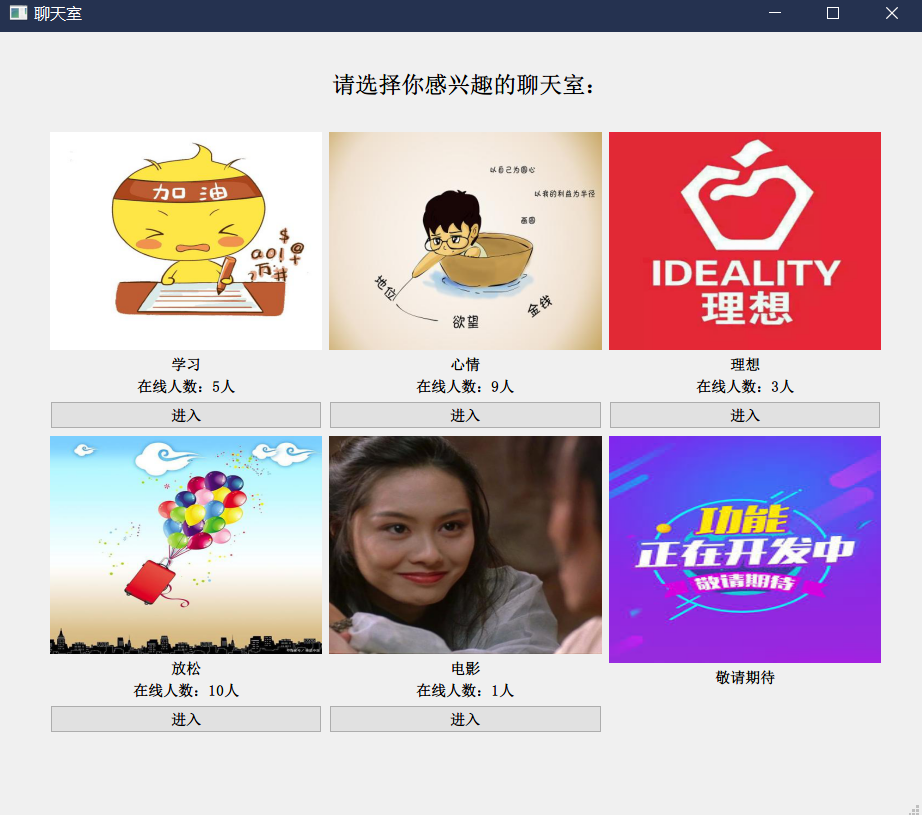 聊天室
请选择你感兴趣的聊天室：
加油
$
以自己为圆心
以我的利益为半径
画圆
地位
欲望
金钱
IDEALITY
理想
学习
心情
理想
在线人数：5人
在线人数：9人
在线人数：3人
进入
进入
进入
功能
正在开发中
敬请期待
放松
电影
敬请期待
在线人数：10人
在线人数：1人
进入
进入